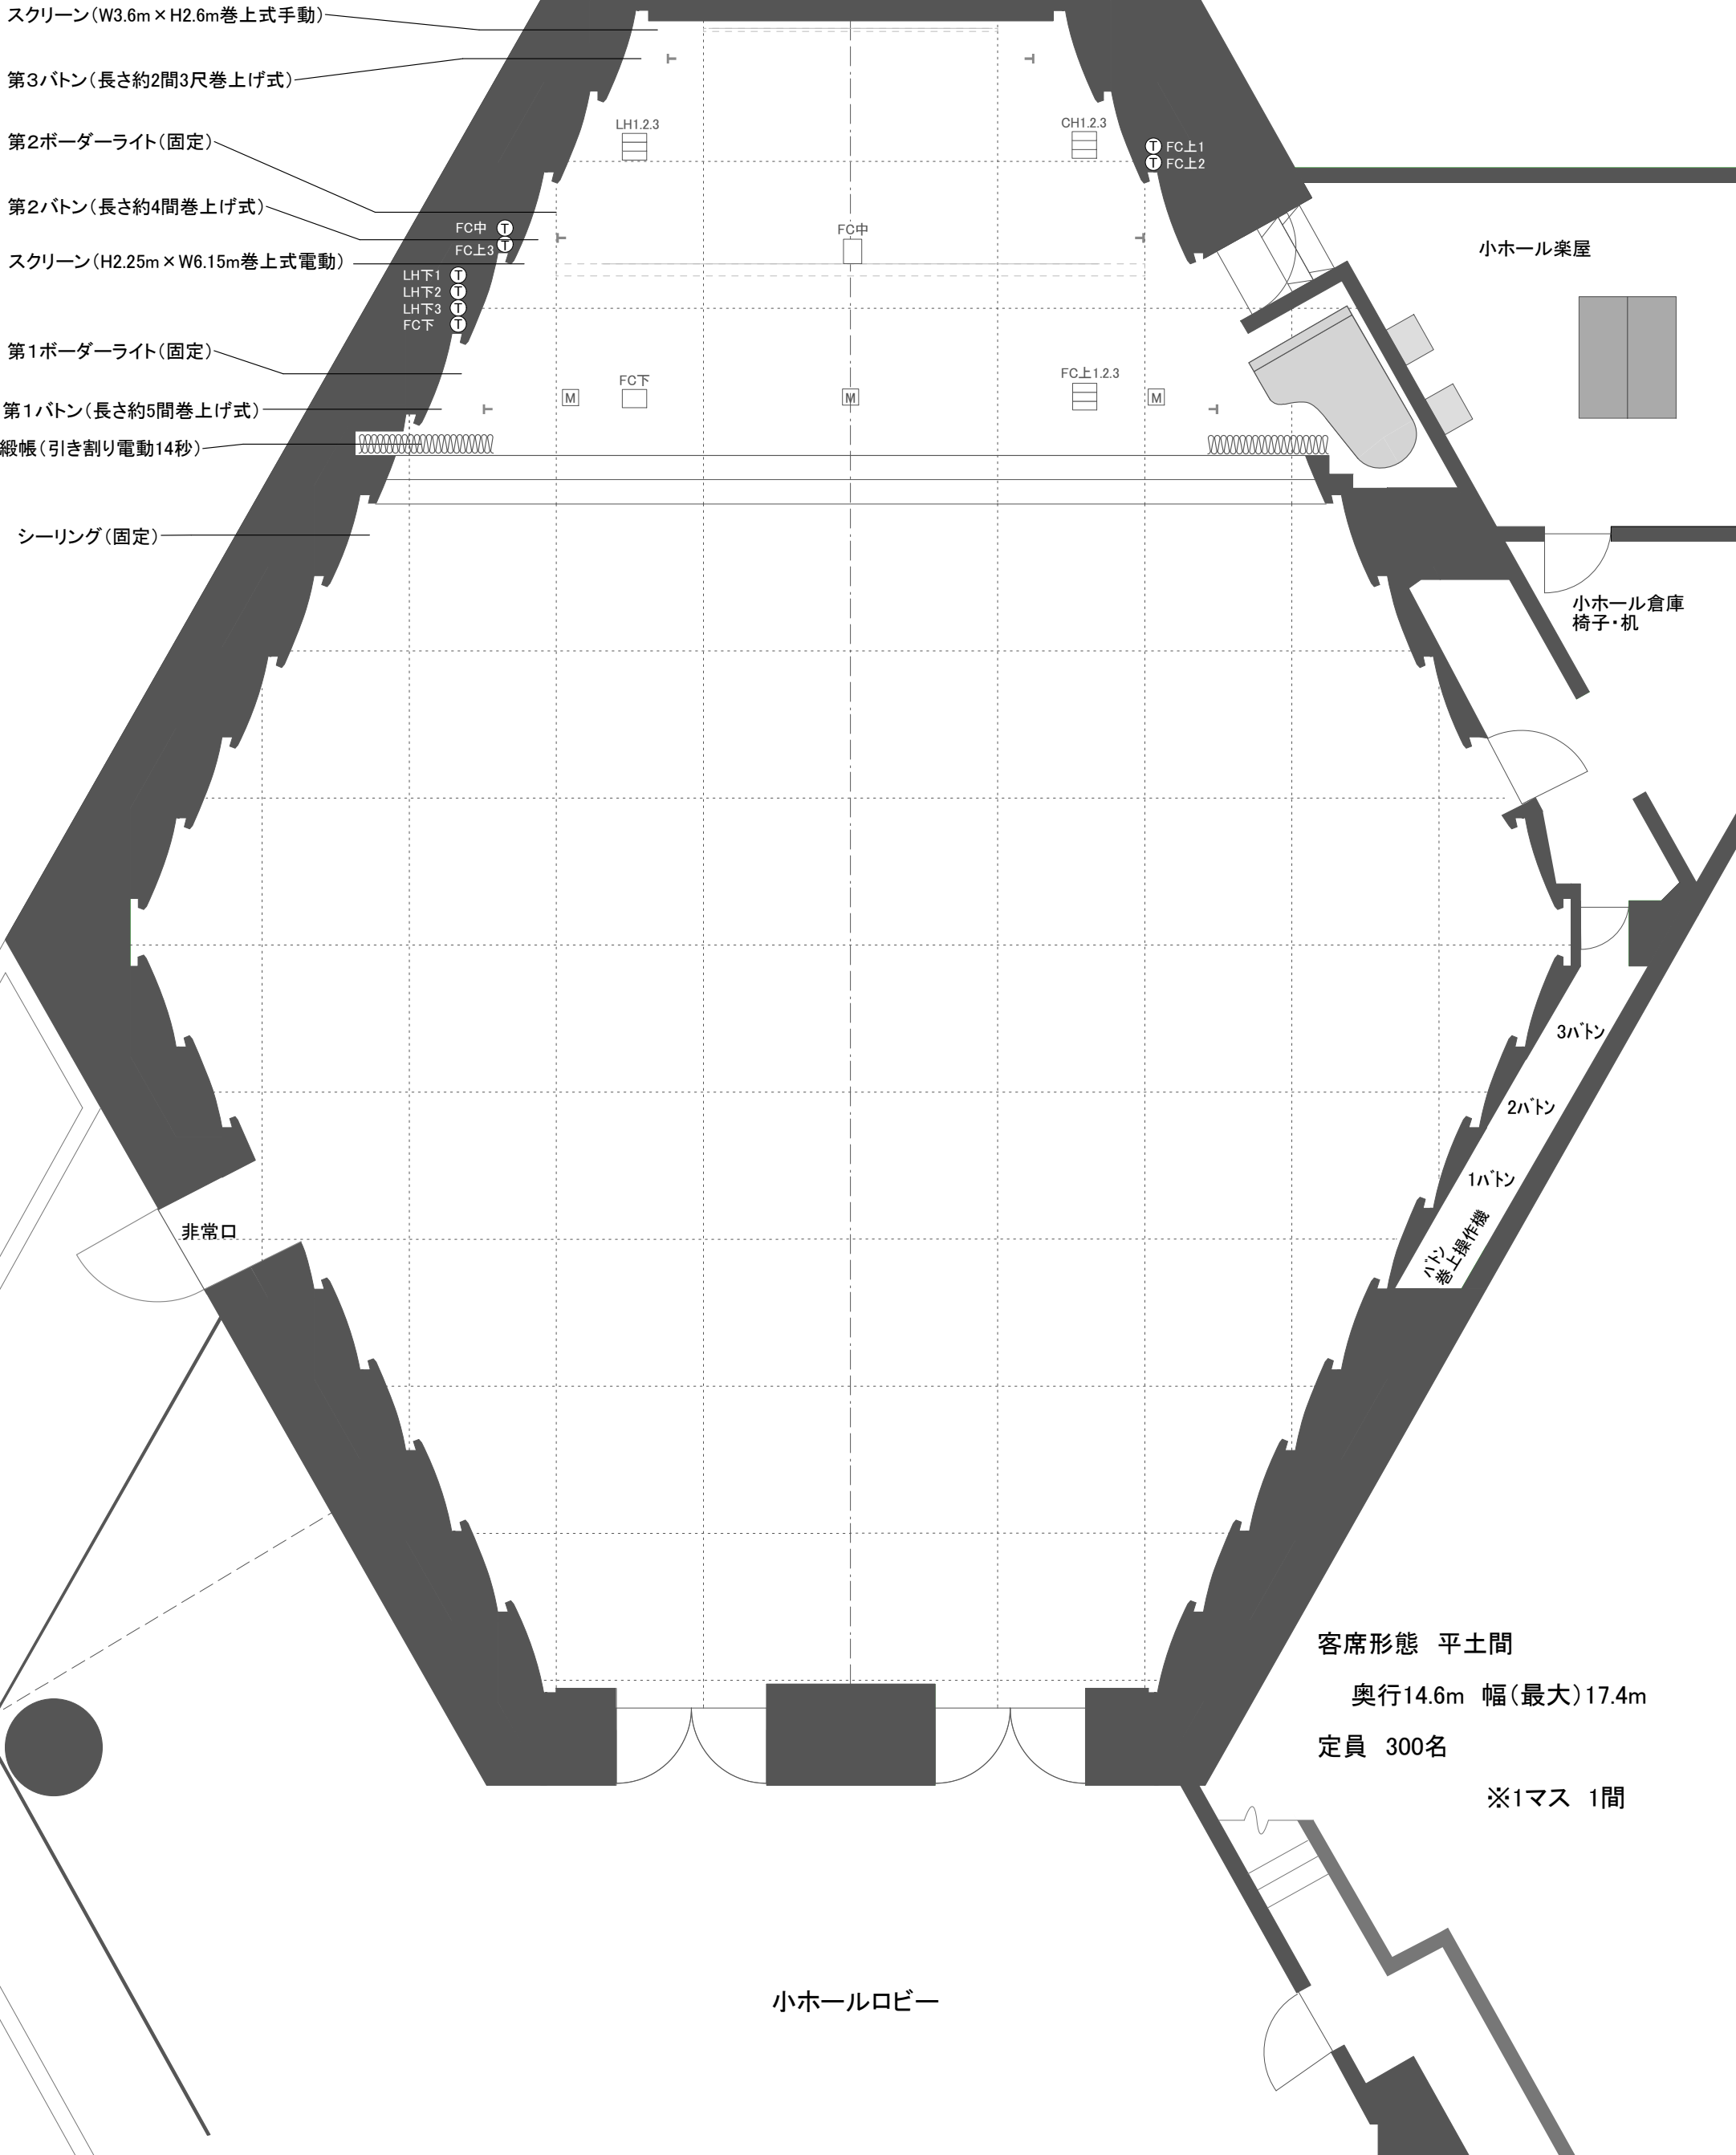 スクリーン（W3.6m×H2.6m巻上式手動）
第3バトン（長さ約2間3尺巻上げ式）
LH1.2.3
CH1.2.3
FC上1
FC上2
第2ボーダーライト（固定）
第2バトン（長さ約4間巻上げ式）
FC中 T
FC上3 T
FC中
小ホール楽屋
スクリーン（H2.25m×W6.15m巻上式電動）
LH下1 T
LH下2 T
LH下3 T
FC下 T
第1ボーダーライト（固定）
FC下
FC上1.2.3
M
M
M
第1バトン（長さ約5間巻上げ式）
緞帳（引き割り電動14秒）
シーリング（固定）
小ホール倉庫
椅子・机
3バトン
2バトン
1バトン
バトン
巻上操作機
非常口
客席形態 平土間
奥行14.6m 幅（最大）17.4m
定員 300名
※1マス 1間
小ホールロビー